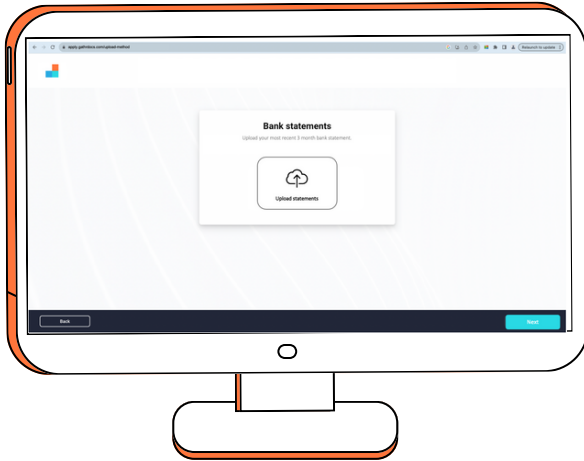 apply.getfndocs.com/upload-method
Relaunch to update
Bank statements
Upload your most recent 3 month bank statement.
Upload statements
Back
Next